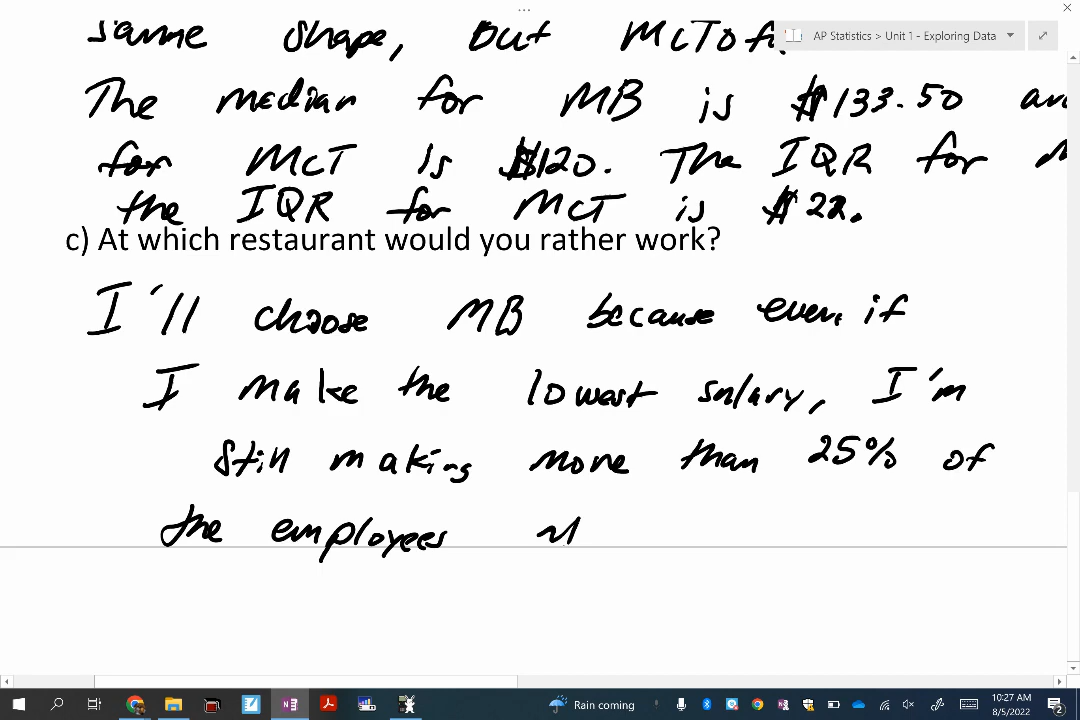 AP Statistics > Unit 1 - Exploring Data
same shape, but McTof
The median for MB is $133.50 an
for McT is $120. The IQR for M
the IQR for McT is $22.
c) At which restaurant would you rather work?
I'll choose MB because even if
I make the lowest salary, I'm
still making more than 25% of
the employees
Rain coming
10:27 AM
8/5/2022
2